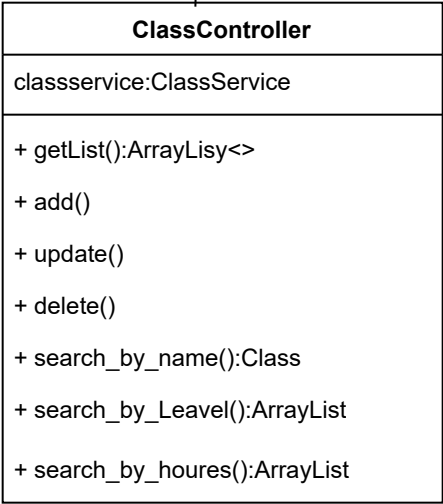 ClassController
classservice:ClassService
+ getList():ArrayLisy<>
+ add()
+ update()
+ delete()
+ search_by_name():Class
+ search_by_Leavel():ArrayList
+ search_by_houres():ArrayList